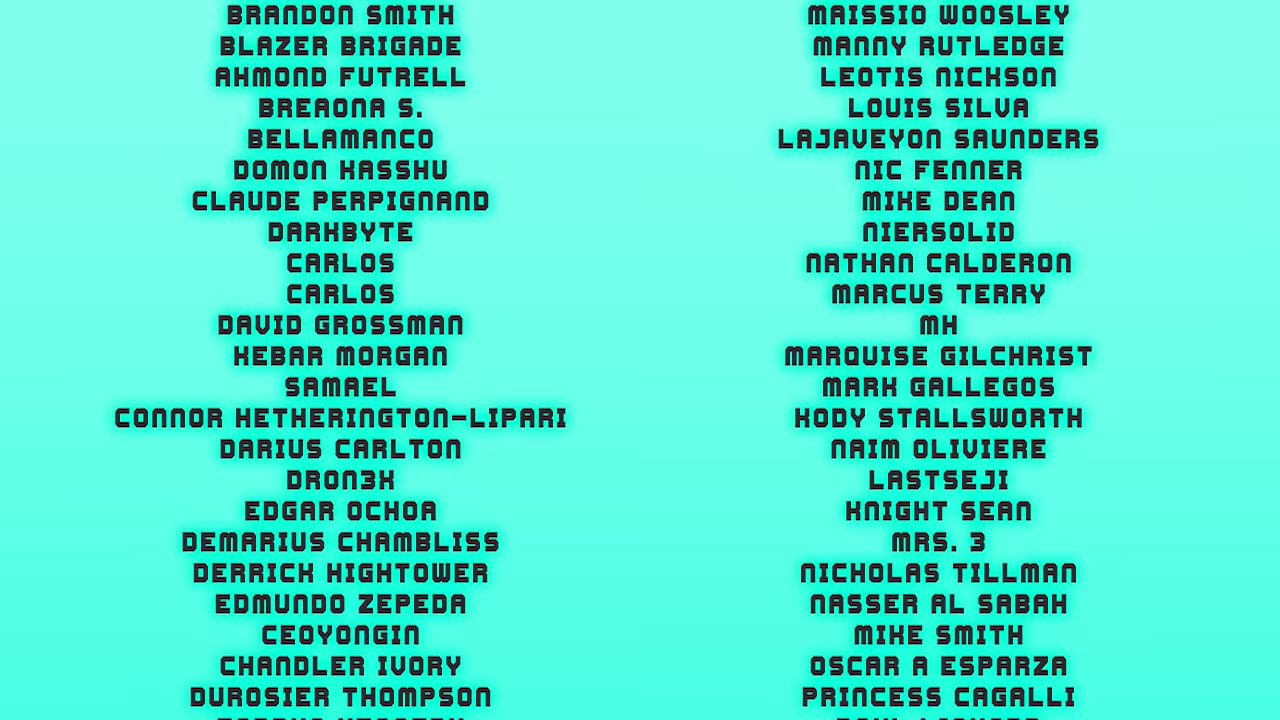 BRANDON SMITH
BLAZER BRIGADE
AHMOND FUTRELL
BREAONA S.
BELLAMANCO
DOMON KASSHU
CLAUDE PERPIGNAND
DARKBYTE
CARLOS
CARLOS
DAVID GROSSMAN
KEBAR MORGAN
SAMAEL
CONNOR HETHERINGTON-LIPARI
DARIUS CARLTON
DRON3K
EDGAR OCHOA
DEMARIUS CHAMBLISS
DERRICK HIGHTOWER
EDMUNDO ZEPEDA
CEOYONGIN
CHANDLER IVORY
DUROSIER THOMPSON
MAISSIO WOOSLEY
MANNY RUTLEDGE
LEOTIS NICKSON
LOUIS SILVA
LAJAVEYON SAUNDERS
NIC FENNER
MIKE DEAN
NIERSOLID
NATHAN CALDERON
MARCUS TERRY
MH
MARQUISE GILCHRIST
MARK GALLEGOS
KODY STALLSWORTH
NAIM OLIVIERE
LASTSEJI
KNIGHT SEAN
MRS. 3
NICHOLAS TILLMAN
NASSER AL SABAH
MIKE SMITH
OSCAR A ESPARZA
PRINCESS CAGALLI